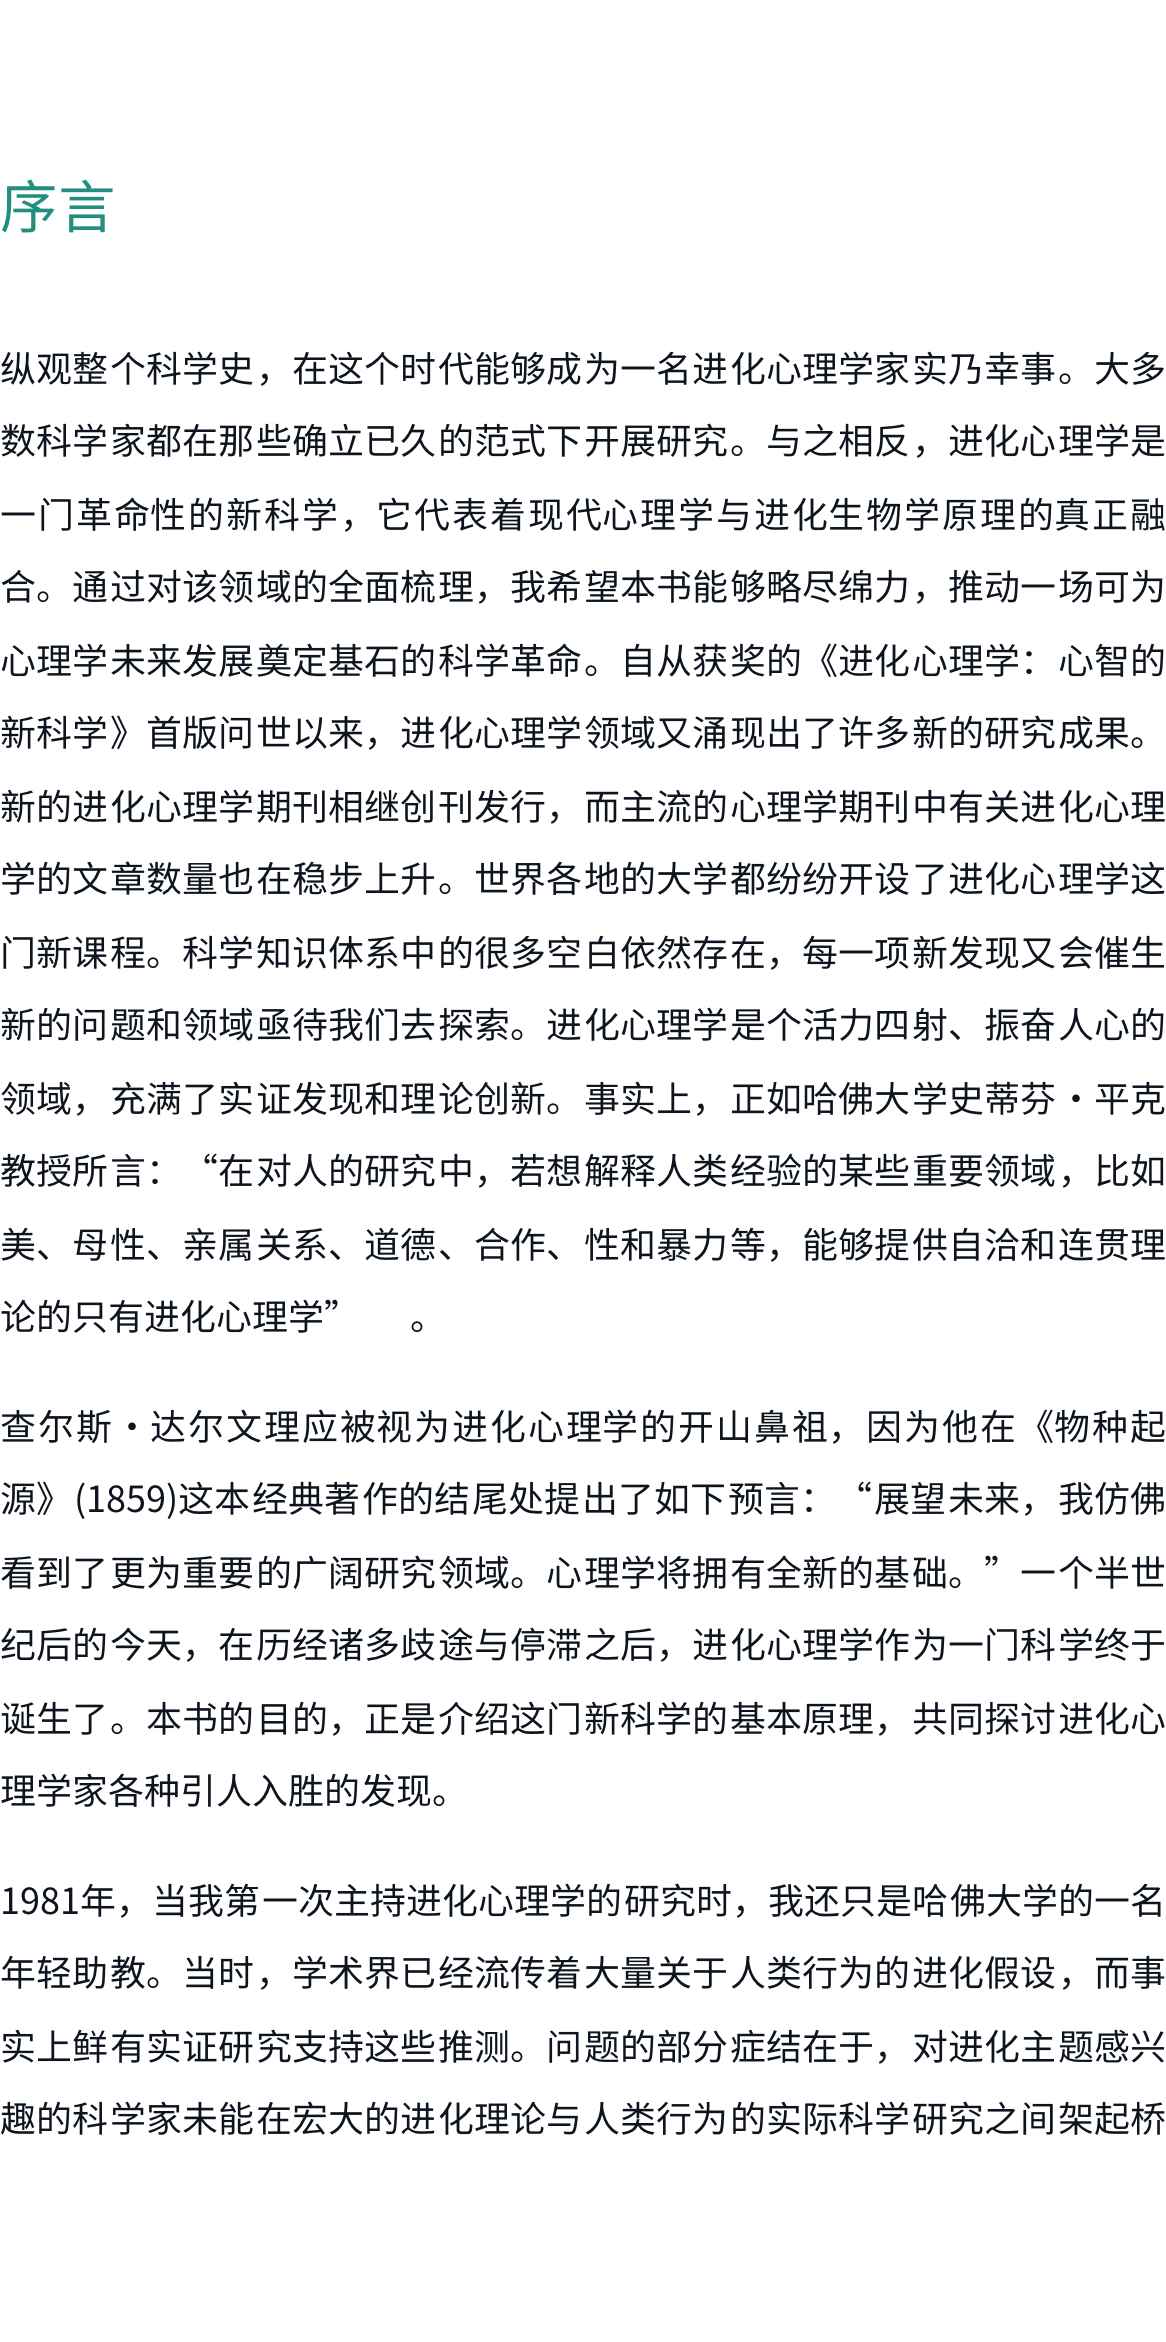 序言
纵观整个科学史，在这个时代能够成为一名进化心理学家实乃幸事。大多
数科学家都在那些确立已久的范式下开展研究。与之相反，进化心理学是
一门革命性的新科学，它代表着现代心理学与进化生物学原理的真正融
合。通过对该领域的全面梳理，我希望本书能够略尽绵力，推动一场可为
心理学未来发展奠定基石的科学革命。自从获奖的《进化心理学：心智的
新科学》首版问世以来，进化心理学领域又涌现出了许多新的研究成果。
新的进化心理学期刊相继创刊发行，而主流的心理学期刊中有关进化心理
学的文章数量也在稳步上升。世界各地的大学都纷纷开设了进化心理学这
门新课程。科学知识体系中的很多空白依然存在，每一项新发现又会催生
新的问题和领域亟待我们去探索。进化心理学是个活力四射、振奋人心的
领域，充满了实证发现和理论创新。事实上，正如哈佛大学史蒂芬·平克
教授所言：“在对人的研究中，若想解释人类经验的某些重要领域，比如
美、母性、亲属关系、道德、合作、性和暴力等，能够提供自洽和连贯理
论的只有进化心理学” 。
查尔斯·达尔文理应被视为进化心理学的开山鼻祖，因为他在《物种起
源》(1859)这本经典著作的结尾处提出了如下预言：“展望未来，我仿佛
看到了更为重要的广阔研究领域。心理学将拥有全新的基础。”一个半世
纪后的今天，在历经诸多歧途与停滞之后，进化心理学作为一门科学终于
诞生了。本书的目的，正是介绍这门新科学的基本原理，共同探讨进化心
理学家各种引人入胜的发现。
1981年，当我第一次主持进化心理学的研究时，我还只是哈佛大学的一名
年轻助教。当时，学术界已经流传着大量关于人类行为的进化假设，而事
实上鲜有实证研究支持这些推测。问题的部分症结在于，对进化主题感兴
趣的科学家未能在宏大的进化理论与人类行为的实际科学研究之间架起桥